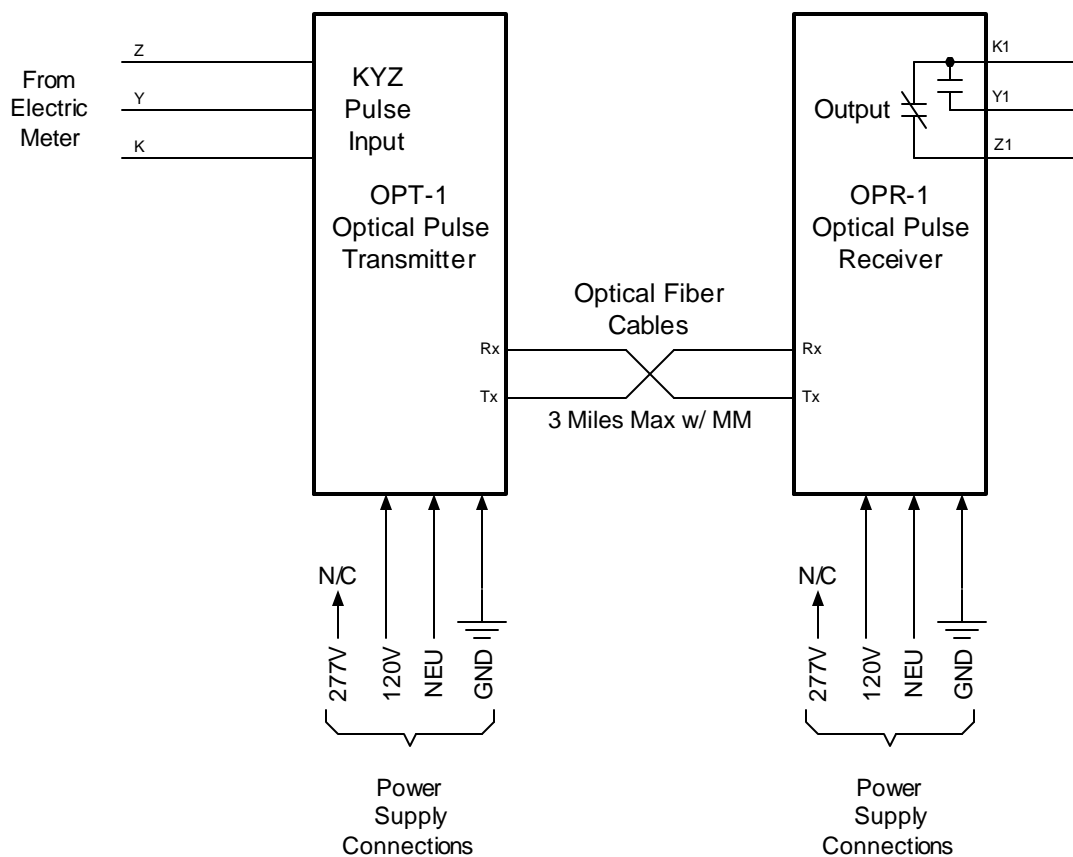 From
Electric
Meter
Z
Y
K
KYZ
Pulse
Input
OPT-1
Optical Pulse
Transmitter
Rx
Tx
Optical Fiber
Cables
3 Miles Max w/ MM
Output
K1
Y1
Z1
OPR-1
Optical Pulse
Receiver
Rx
Tx
N/C
277V
120V
NEU
GND
Power
Supply
Connections
N/C
277V
120V
NEU
GND
Power
Supply
Connections